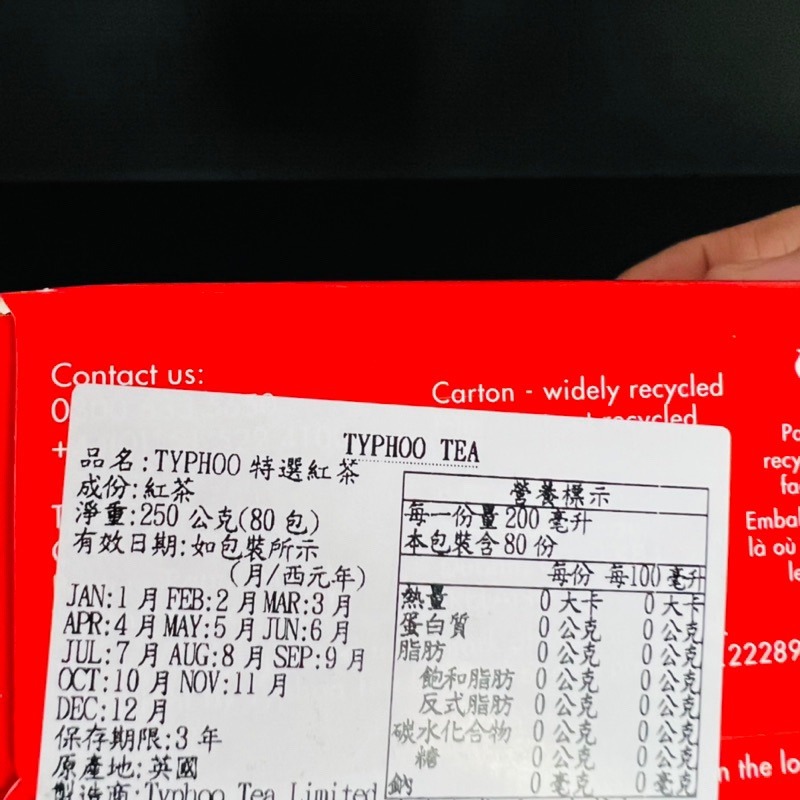 Contact us:
Carton - widely recycled
recycled
TYPHOO TEA
品名:TYPHOO 特選紅茶
成份:紅茶
淨重:250 公克(80 包)
有效日期:如包裝所示
(月/西元年)
JAN:1 月 FEB:2 月 MAR:3 月
APR:4 月 MAY:5 月 JUN:6 月
JUL:7 月 AUG:8 月 SEP:9 月
OCT:10 月 NOV:11 月
DEC:12 月
保存期限:3 年
原產地:英國
製造商:Typhoo Tea Limited
營養標示
每一份量 200 毫升
本包裝含 80 份
每份 每100 毫升
熱量 0 大卡 0 大卡
蛋白質 0 公克 0 公克
脂肪 0 公克 0 公克
飽和脂肪 0 公克 0 公克
反式脂肪 0 公克 0 公克
碳水化合物 0 公克 0 公克
糖 0 公克 0 公克
鈉 0 毫克 0 毫克
Embal
là où
22289
the lo